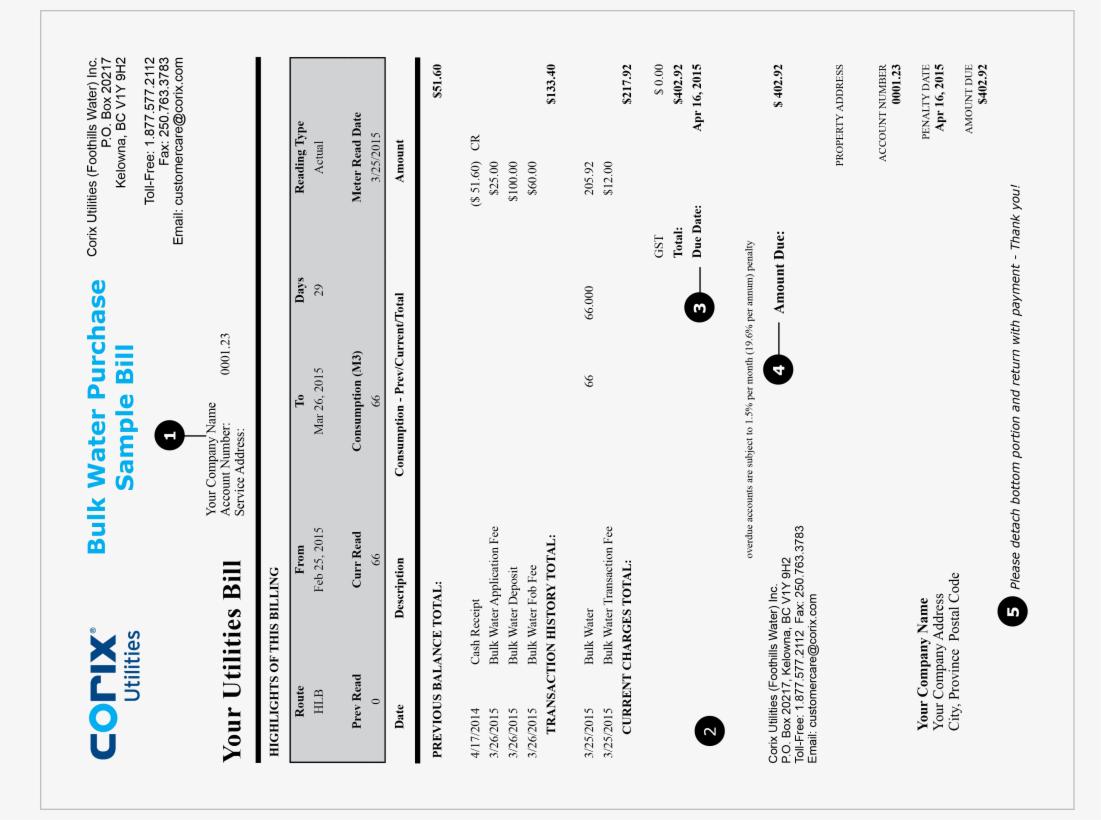 CORIX®
Utilities
Bulk Water Purchase
Sample Bill
Corix Utilities (Foothills Water) Inc.
P.O. Box 20217
Kelowna, BC V1Y 9H2
Toll-Free: 1.877.577.2112
Fax: 250.763.3783
Email: customercare@corix.com
1
Your Company Name
Account Number: 0001.23
Service Address:
Your Utilities Bill
HIGHLIGHTS OF THIS BILLING
Route From To Days Reading Type
HLB Feb 25, 2015 Mar 26, 2015 29 Actual
Prev Read Curr Read Consumption (M3) Meter Read Date
0 66 66 3/25/2015
Date Description Consumption - Prev/Current/Total Amount
PREVIOUS BALANCE TOTAL: $51.60
4/17/2014 Cash Receipt ($ 51.60) CR
3/26/2015 Bulk Water Application Fee $25.00
3/26/2015 Bulk Water Deposit $100.00
3/26/2015 Bulk Water Fob Fee $60.00
TRANSACTION HISTORY TOTAL: $133.40
3/25/2015 Bulk Water 66 66.000 205.92
3/25/2015 Bulk Water Transaction Fee $12.00
CURRENT CHARGES TOTAL: $217.92
GST $ 0.00
Total: $402.92
2 3 Due Date: Apr 16, 2015
overdue accounts are subject to 1.5% per month (19.6% per annum) penalty
4 Amount Due: $ 402.92
Corix Utilities (Foothills Water) Inc.
P.O. Box 20217, Kelowna, BC V1Y 9H2
Toll-Free: 1.877.577.2112 Fax: 250.763.3783
Email: customercare@corix.com
PROPERTY ADDRESS
ACCOUNT NUMBER
0001.23
PENALTY DATE
Apr 16, 2015
AMOUNT DUE
$402.92
Your Company Name
Your Company Address
City, Province Postal Code
5 Please detach bottom portion and return with payment - Thank you!